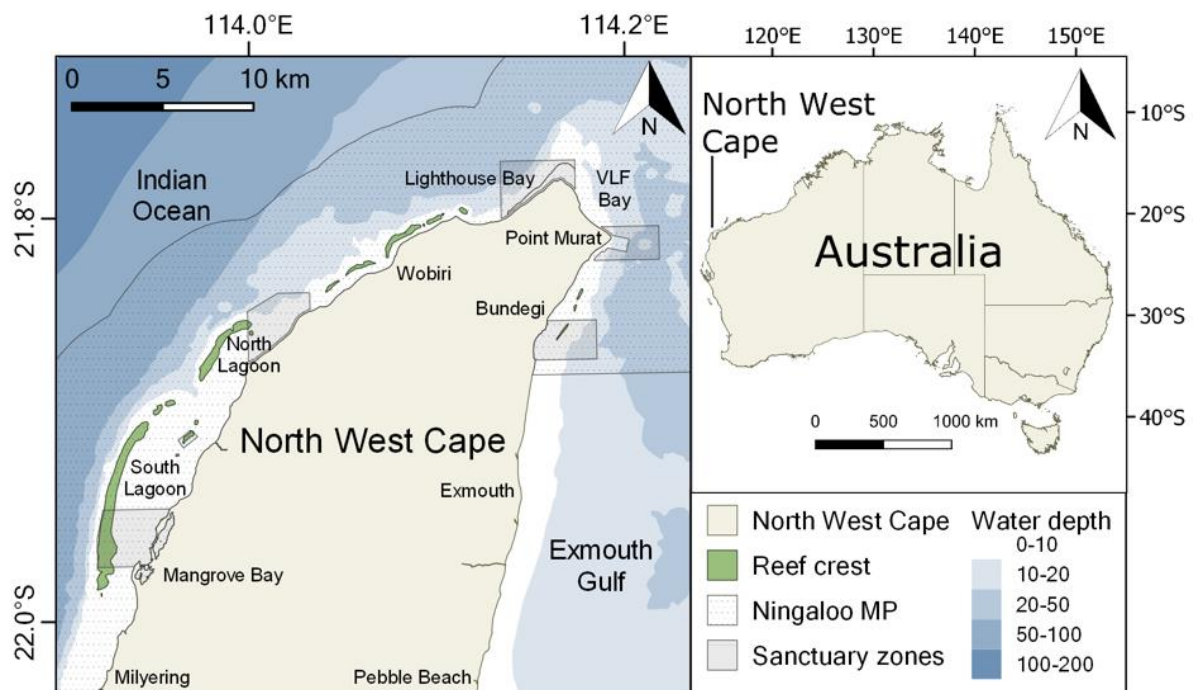 114.0°E
114.2°E
0 5 10 km
N
Indian
Ocean
Lighthouse Bay
VLF
Bay
21.8°S
Point Murat
Wobiri
Bundegi
North
Lagoon
North West Cape
South
Lagoon
Exmouth
Exmouth
Gulf
Mangrove Bay
22.0°S
Milyering
Pebble Beach
120°S
130°S
140°S
150°S
North West
Cape
N
10°S
20°S
Australia
30°S
0 500 1000 km
40°S
North West Cape
Reef crest
Ningaloo MP
Sanctuary zones
Water depth
0-10
10-20
20-50
50-100
100-200